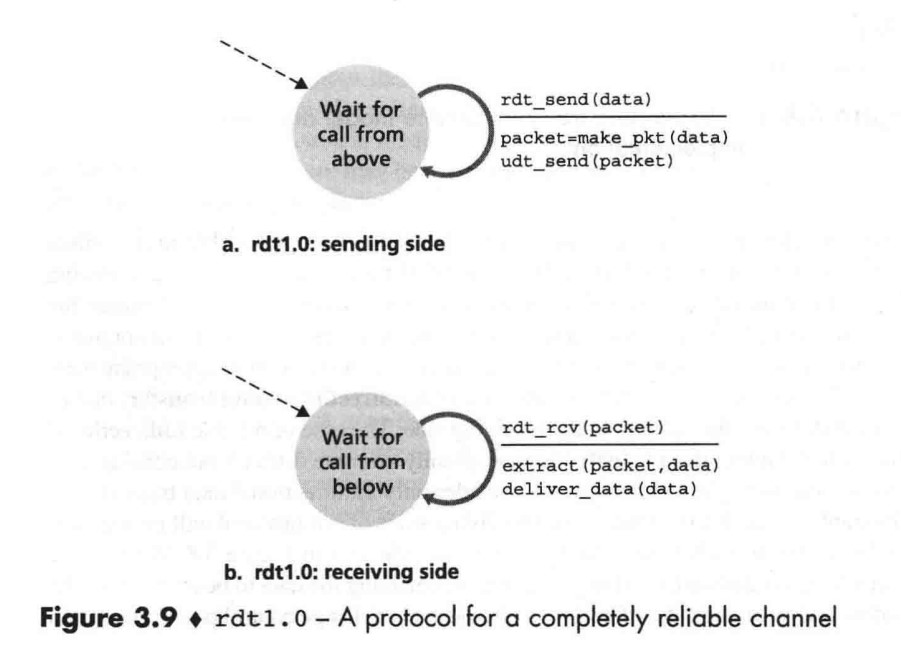 Wait for
call from
above
rdt_send(data)
packet=make_pkt(data)
udt_send(packet)
a. rdt1.0: sending side
Wait for
call from
below
rdt_rcv(packet)
extract(packet,data)
deliver_data(data)
b. rdt1.0: receiving side
Figure 3.9 ♦ rdt1.0 – A protocol for a completely reliable channel